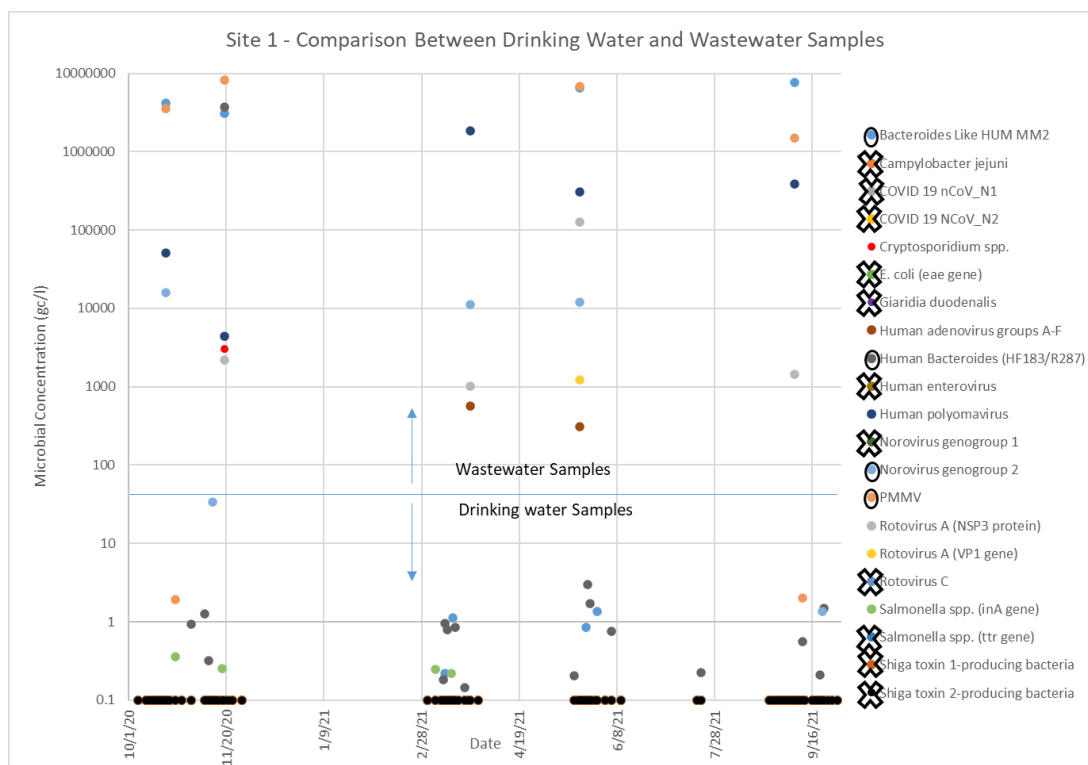 Site 1 - Comparison Between Drinking Water and Wastewater Samples
10000000
1000000
100000
10000
1000
100
10
1
0.1
Microbial Concentration (gc/l)
Wastewater Samples
Drinking water Samples
10/1/20
11/20/20
1/9/21
2/28/21
4/19/21
6/8/21
7/28/21
9/16/21
Date
Bacteroides Like HUM MM2
Campylobacter jejuni
COVID 19 nCoV_N1
COVID 19 NCoV_N2
Cryptosporidium spp.
E. coli (eae gene)
Giaridia duodenalis
Human adenovirus groups A-F
Human Bacteroides (HF183/R287)
Human enterovirus
Human polyomavirus
Norovirus genogroup 1
Norovirus genogroup 2
PMMV
Rotovirus A (NSP3 protein)
Rotovirus A (VP1 gene)
Rotovirus C
Salmonella spp. (inA gene)
Salmonella spp. (ttr gene)
Shiga toxin 1-producing bacteria
Shiga toxin 2-producing bacteria